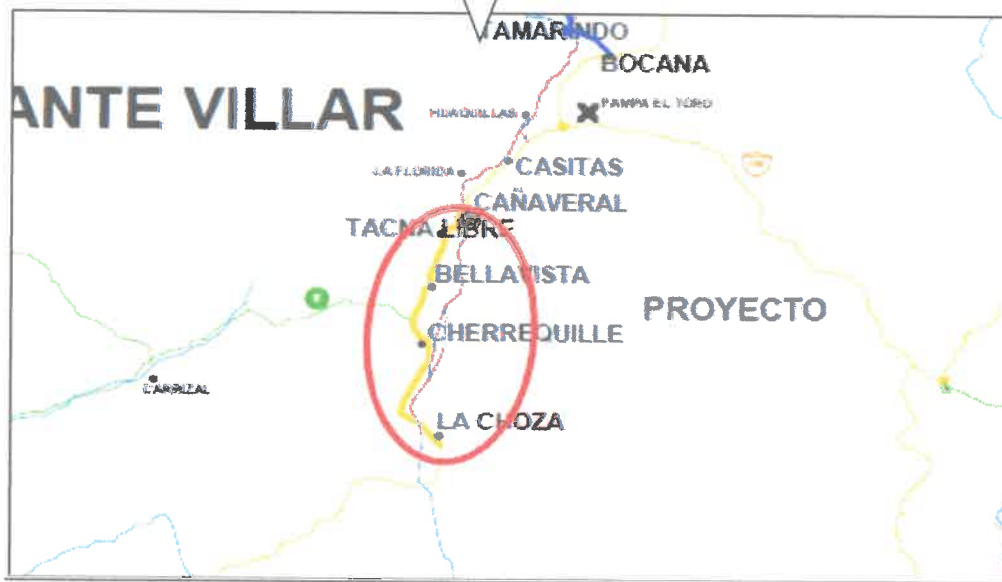 TAMARINDO
BOCANA
ANTE VILLAR
HUAQUILLAS
PAMPA EL TORO
LA FLORIDA
CASITAS
CAÑAVERAL
TACNA LIBRE
BELLAVISTA
PROYECTO
CHERREQUILLE
CARRIZAL
LA CHOZA